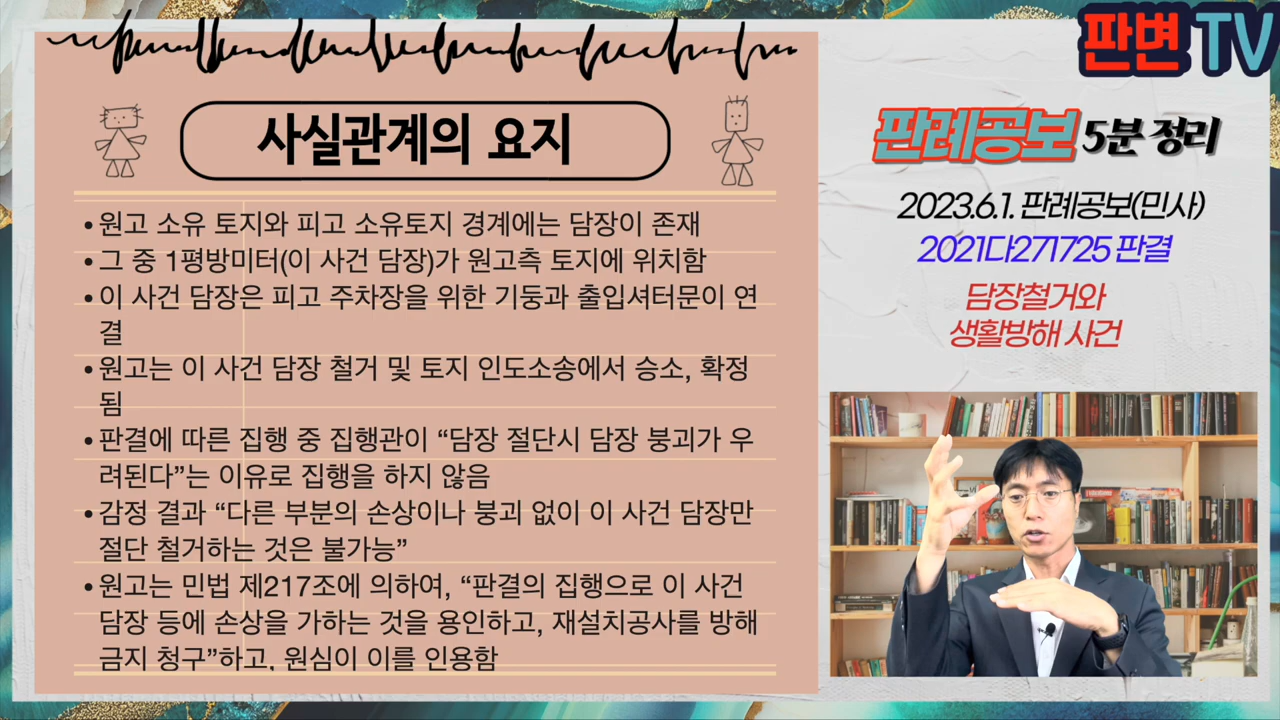 판변 TV
사실관계의 요지
• 원고 소유 토지와 피고 소유토지 경계에는 담장이 존재
• 그 중 1평방미터(이 사건 담장)가 원고측 토지에 위치함
• 이 사건 담장은 피고 주차장을 위한 기둥과 출입셔터문이 연
결
• 원고는 이 사건 담장 철거 및 토지 인도소송에서 승소, 확정
됨
• 판결에 따른 집행 중 집행관이 “담장 절단시 담장 붕괴가 우
려된다”는 이유로 집행을 하지 않음
• 감정 결과 “다른 부분의 손상이나 붕괴 없이 이 사건 담장만
절단 철거하는 것은 불가능”
• 원고는 민법 제217조에 의하여, “판결의 집행으로 이 사건
담장 등에 손상을 가하는 것을 용인하고, 재설치공사를 방해
금지 청구”하고, 원심이 이를 인용함
판례공보 5분 정리
2023.6.1. 판례공보(민사)
2021다271725 판결
담장철거와
생활방해 사건